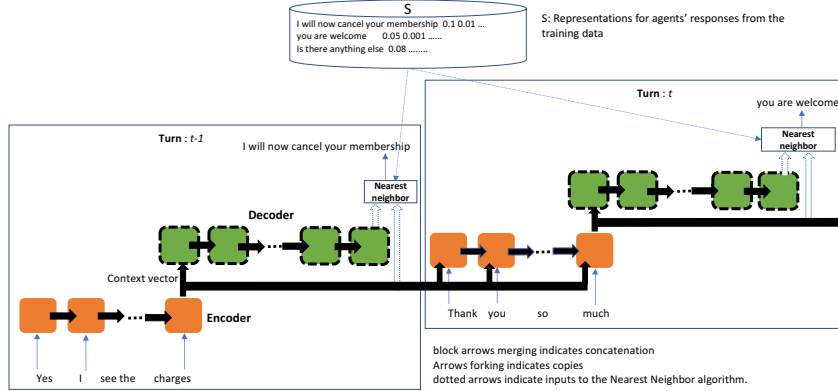 S
I will now cancel your membership 0.1 0.01 ...
you are welcome 0.05 0.001 ......
Is there anything else 0.08 ........
S: Representations for agents' responses from the
training data
Turn : t-1
I will now cancel your membership
Nearest
neighbor
Decoder
Context vector
Encoder
Yes I see the charges
Turn : t
you are welcome
Nearest
neighbor
Thank you so much
block arrows merging indicates concatenation
Arrows forking indicates copies
dotted arrows indicate inputs to the Nearest Neighbor algorithm.